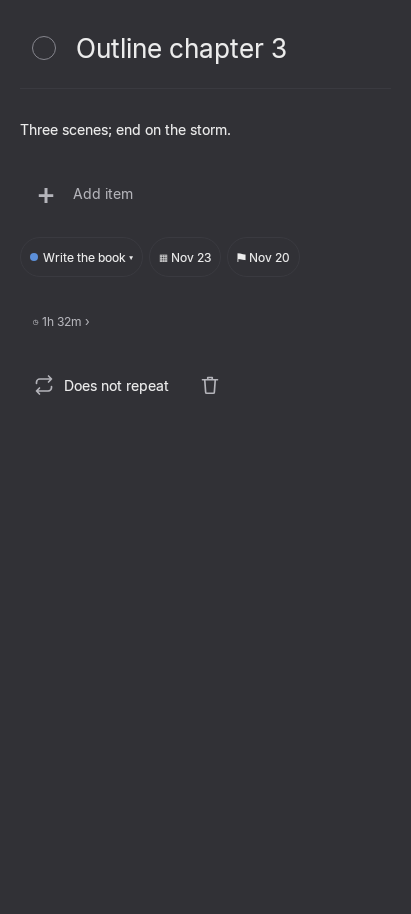 Outline chapter 3
Three scenes; end on the storm.
Add item
Write the book
Nov 23
Nov 20
1h 32m ›
Does not repeat